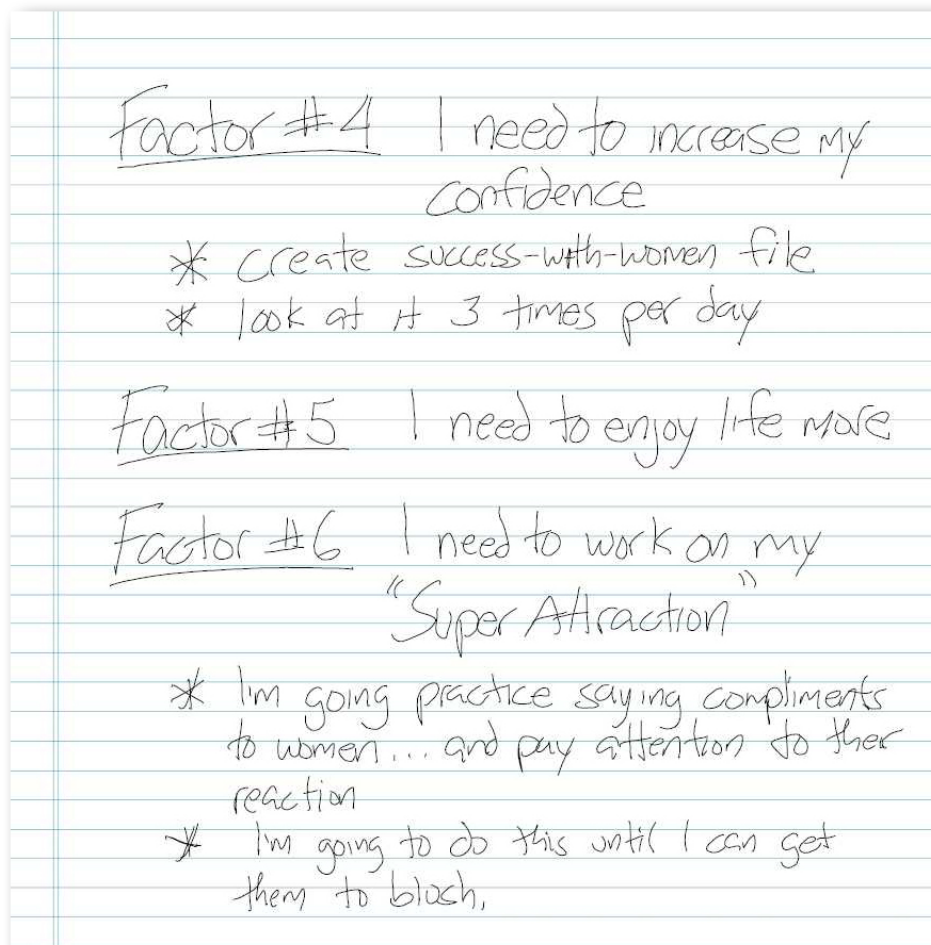 Factor #4 I need to increase my
confidence
* create success-with-women file
* look at it 3 times per day
Factor #5 I need to enjoy life more
Factor #6 I need to work on my
"Super Attraction"
* I'm going practice saying compliments
to women... and pay attention to their
reaction
* I'm going to do this until I can get
them to blush.